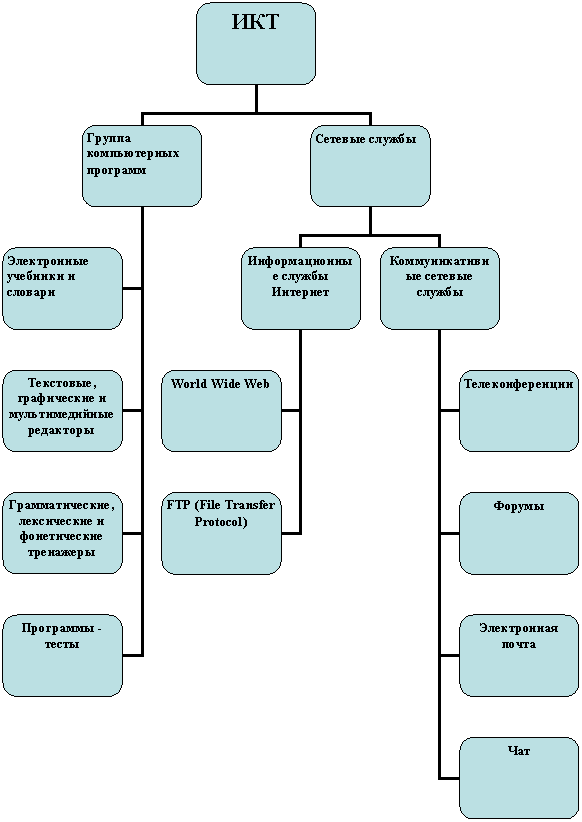 ИКТ
Группа
компьютерных
программ
Сетевые службы
Электронные
учебники и
словари
Информационны
е службы
Интернет
Коммуникативн
ые сетевые
службы
Текстовые,
графические и
мультимедийные
редакторы
World Wide Web
Телеконференции
Грамматические,
лексические и
фонетические
тренажеры
FTP (File Transfer
Protocol)
Форумы
Программы -
тесты
Электронная
почта
Чат